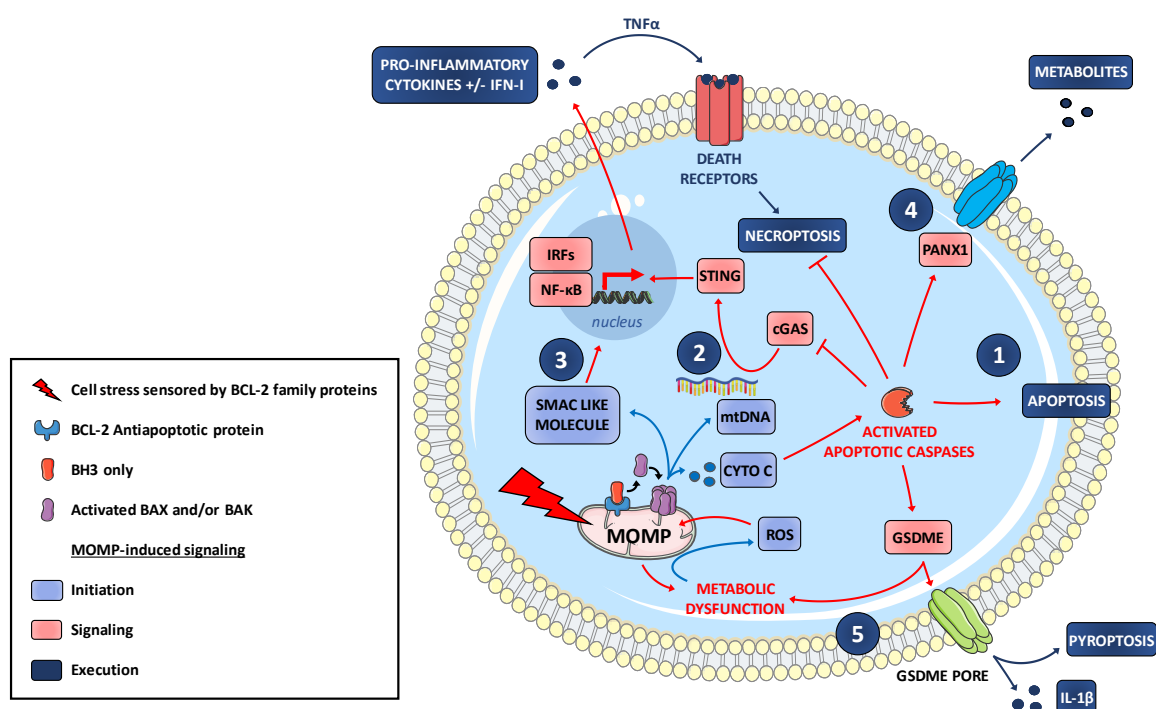 TNFα
PRO-INFLAMMATORY
CYTOKINES +/- IFN-I
METABOLITES
DEATH
RECEPTORS
4
NECROPTOSIS
PANX1
IRFs
STING
NF-κB
nucleus
cGAS
3
2
1
SMAC LIKE
MOLECULE
mtDNA
APOPTOSIS
ACTIVATED
APOPTOTIC CASPASES
CYTO C
MOMP
ROS
GSDME
METABOLIC
DYSFUNCTION
5
PYROPTOSIS
GSDME PORE
IL-1β
Cell stress sensored by BCL-2 family proteins
BCL-2 Antiapoptotic protein
BH3 only
Activated BAX and/or BAK
MOMP-induced signaling
Initiation
Signaling
Execution